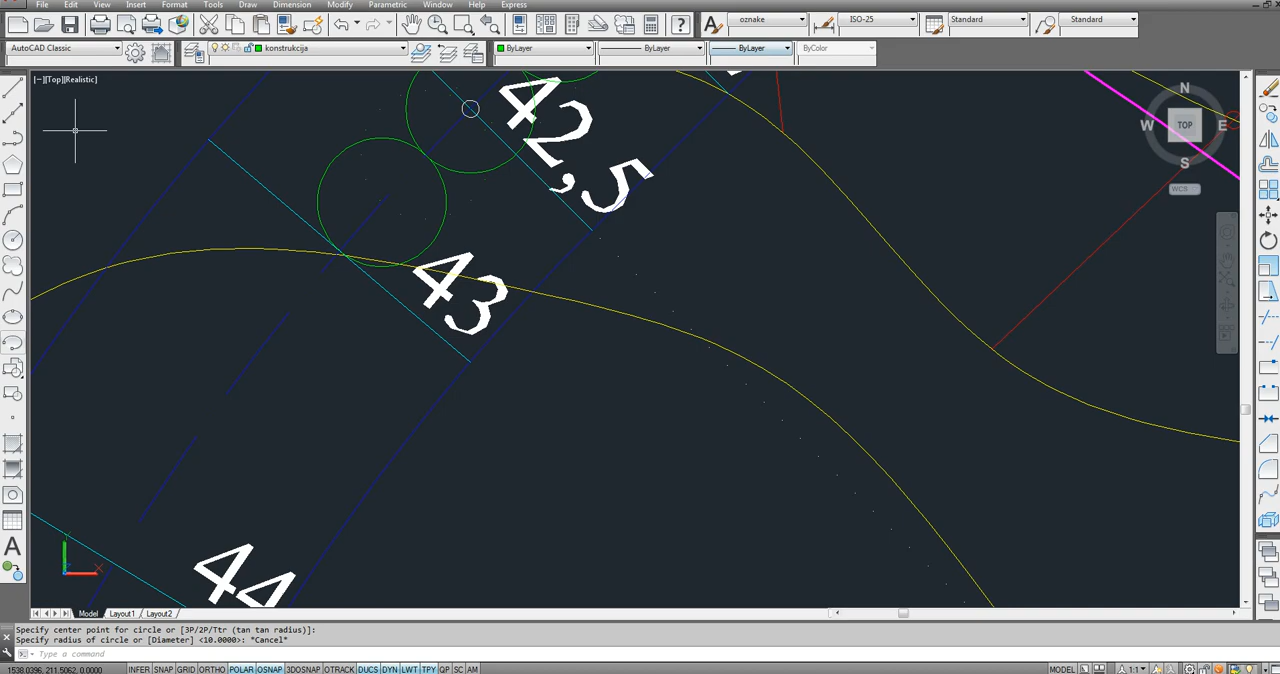 File Edit View Insert Format Tools Draw Dimension Modify Parametric Window Help Express
oznake ISO-25 Standard Standard
AutoCAD Classic konstrukcija ByLayer ByLayer ByLayer ByColor
[−][Top][Realistic]
N
W TOP E
S
WCS
42,5
43
44
X
A
Model Layout1 Layout2
Specify center point for circle or [3P/2P/Ttr (tan tan radius)]:
Specify radius of circle or [Diameter] <10.0000>: *Cancel*
Type a command
1538.0396, 211.5062, 0.0000 INFER SNAP GRID ORTHO POLAR OSNAP 3DOSNAP OTRACK DUCS DYN LWT TPY QP SC AM MODEL 1:1